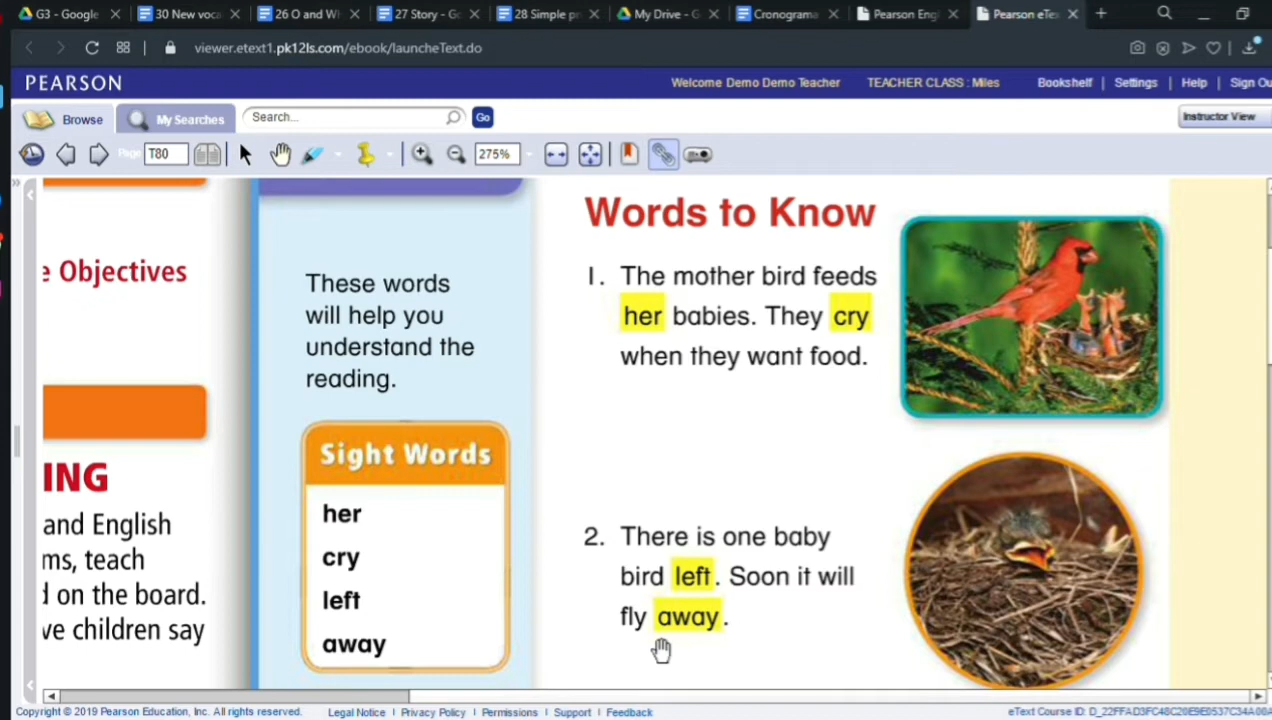 G3 - Google
30 New voca
26 O and W
27 Story - Go
28 Simple p
My Drive - G
Cronograma
Pearson Eng
Pearson eTex
viewer.etext1.pk12ls.com/ebook/launcheText.do
PEARSON
Welcome Demo Demo Teacher
TEACHER CLASS : Miles
Bookshelf | Settings | Help | Sign Ou
Browse
My Searches
Search...
Go
Instructor View
Page T80
275%
e Objectives
ING
and English
ms, teach
d on the board.
ve children say
These words
will help you
understand the
reading.
Sight Words
her
cry
left
away
Words to Know
1. The mother bird feeds
her babies. They cry
when they want food.
2. There is one baby
bird left. Soon it will
fly away.
Copyright © 2019 Pearson Education, Inc. All rights reserved.
Legal Notice | Privacy Policy | Permissions | Support | Feedback